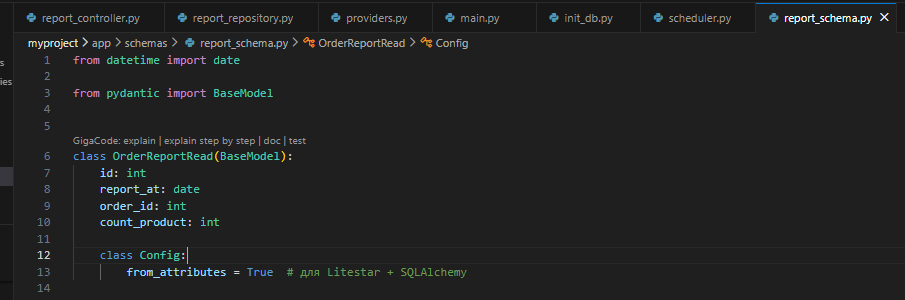 report_controller.py report_repository.py providers.py main.py init_db.py scheduler.py report_schema.py ×
myproject > app > schemas > report_schema.py > OrderReportRead > Config
s
ies
1 from datetime import date
2
3 from pydantic import BaseModel
4
5
GigaCode: explain | explain step by step | doc | test
6 class OrderReportRead(BaseModel):
7 id: int
8 report_at: date
9 order_id: int
10 count_product: int
11
12 class Config:
13 from_attributes = True # для Litestar + SQLAlchemy
14